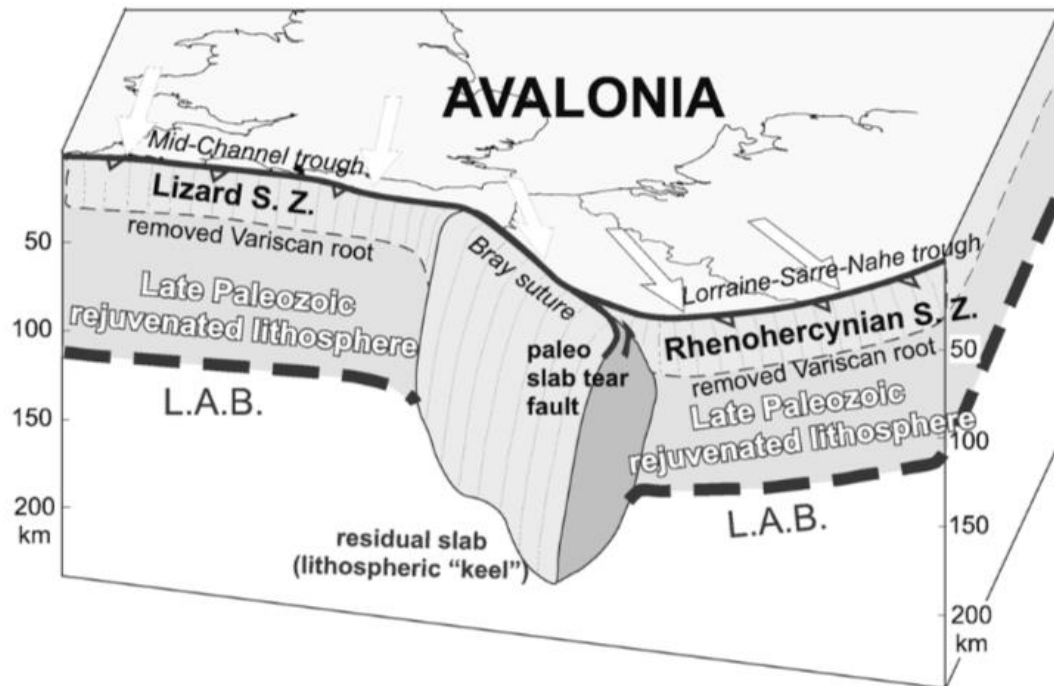 AVALONIA
Mid-Channel trough
Lizard S. Z.
removed Variscan root
50
Late Paleozoic
rejuvenated lithosphere
100
L.A.B.
150
200
km
Bray suture
paleo
slab tear
fault
residual slab
(lithospheric “keel”)
Lorraine-Sarre-Nahe trough
Rhenohercynian S. Z.
50
removed Variscan root
Late Paleozoic
rejuvenated lithosphere
100
L.A.B.
150
200
km